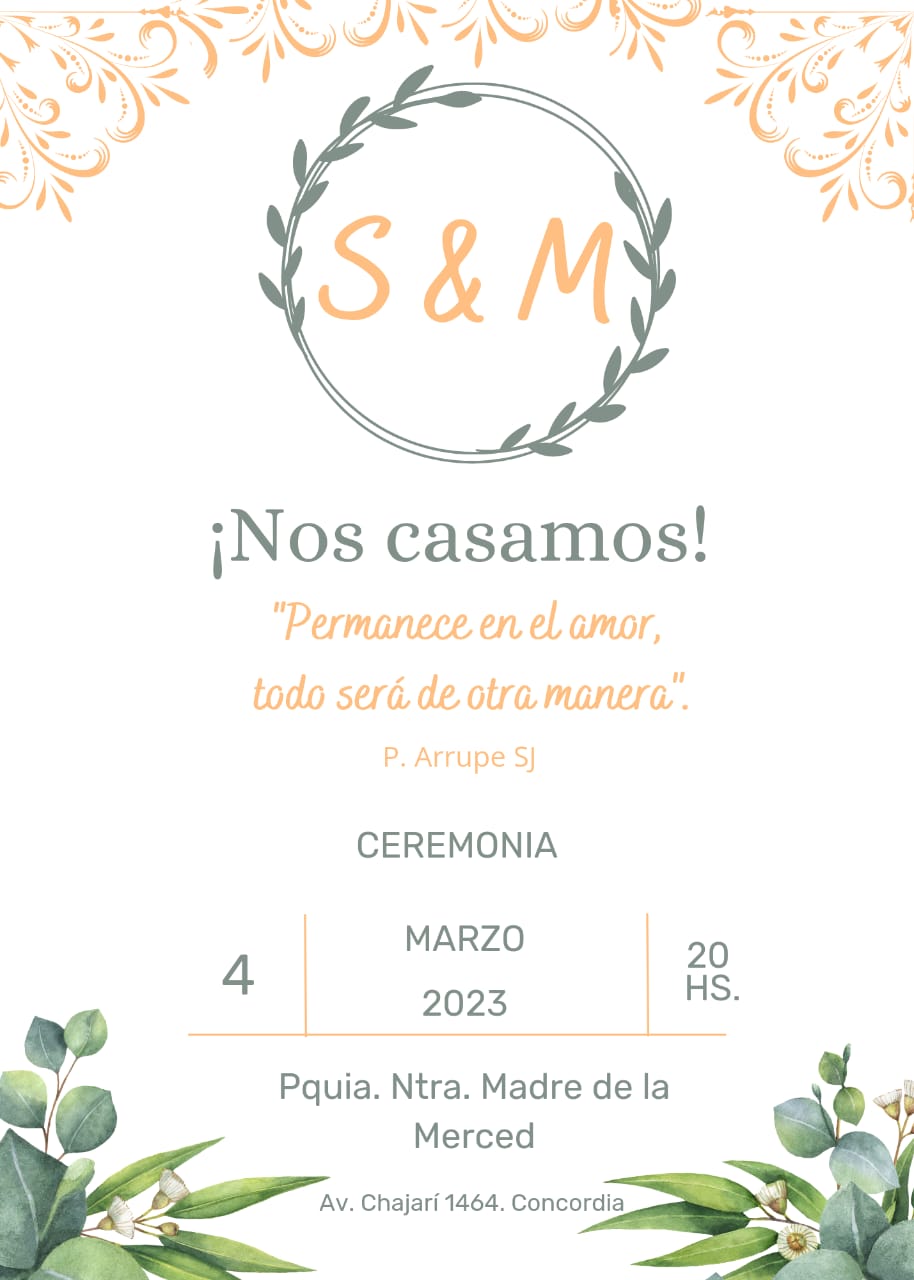 S & M
¡Nos casamos!
"Permanece en el amor,
todo será de otra manera".
P. Arrupe SJ
CEREMONIA
4
MARZO
2023
20
HS.
Pquia. Ntra. Madre de la
Merced
Av. Chajarí 1464. Concordia